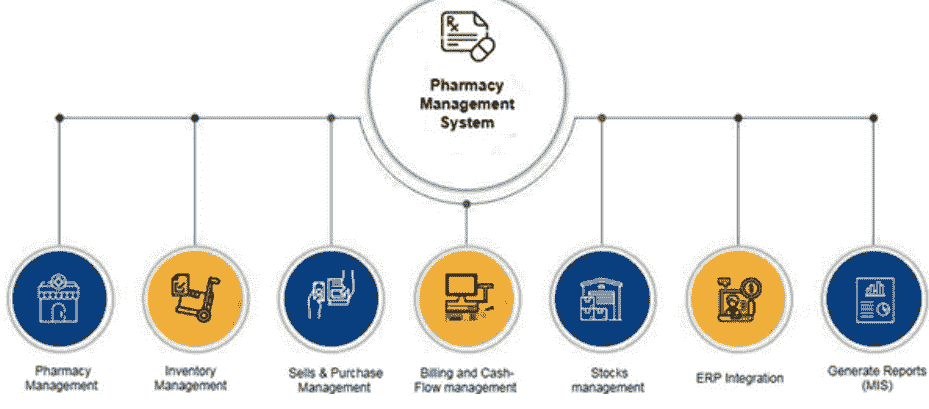 Rx
Pharmacy
Management
System
Pharmacy
Management
Inventory
Management
Sells & Purchase
Management
Billing and Cash-
Flow management
Stocks
management
ERP Integration
Generate Reports
(MIS)